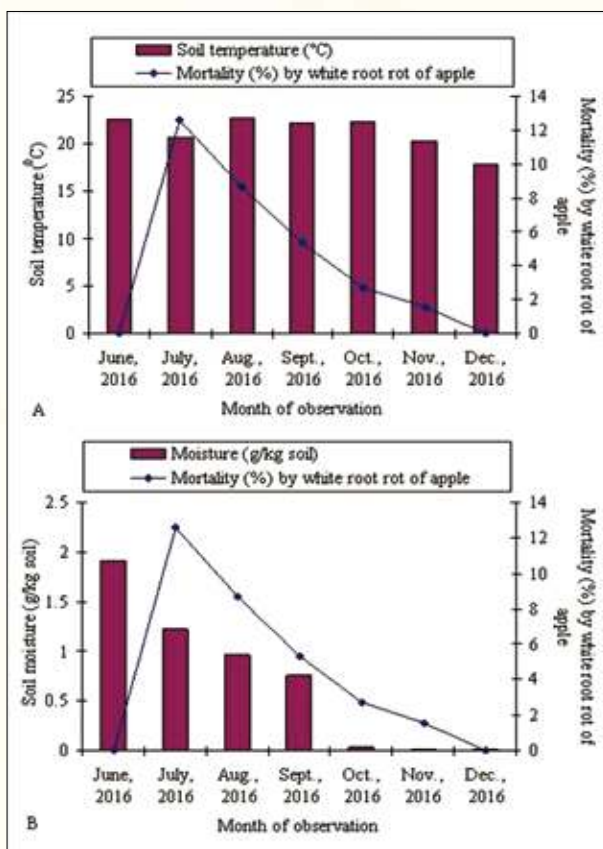 Soil temperature (°C)
Mortality (%) by white root rot of apple
25
20
15
10
5
0
Soil temperature (°C)
14
12
10
8
6
4
2
0
Mortality (%) by white root rot of
apple
June, July, Aug., Sept., Oct., Nov., Dec.,
2016 2016 2016 2016 2016 2016 2016
A
Month of observation
Moisture (g/kg soil)
Mortality (%) by white root rot of apple
2.5
2
1.5
1
0.5
0
Soil moisture (g/kg soil)
14
12
10
8
6
4
2
0
Mortality (%) by white root rot of
apple
June, July, Aug., Sept., Oct., Nov., Dec.,
2016 2016 2016 2016 2016 2016 2016
B
Month of observation